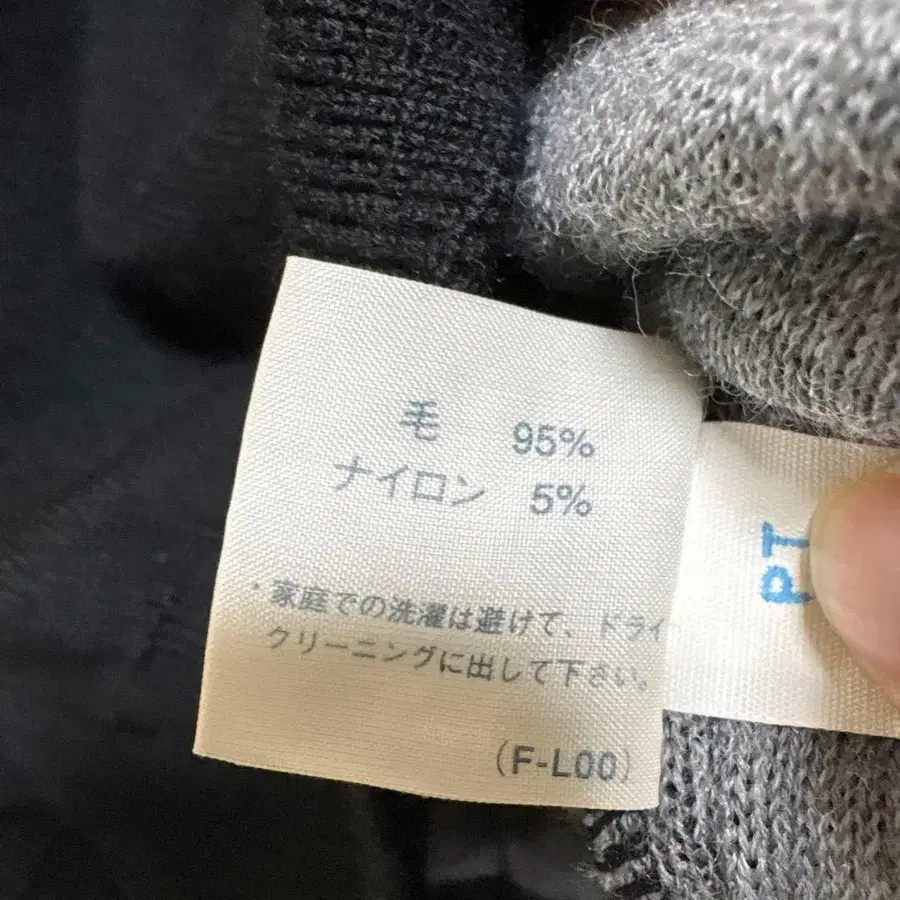 毛 95%
ナイロン 5%
・家庭での洗濯は避けて、ドライ
クリーニングに出して下さい。
(F-L00)
PT